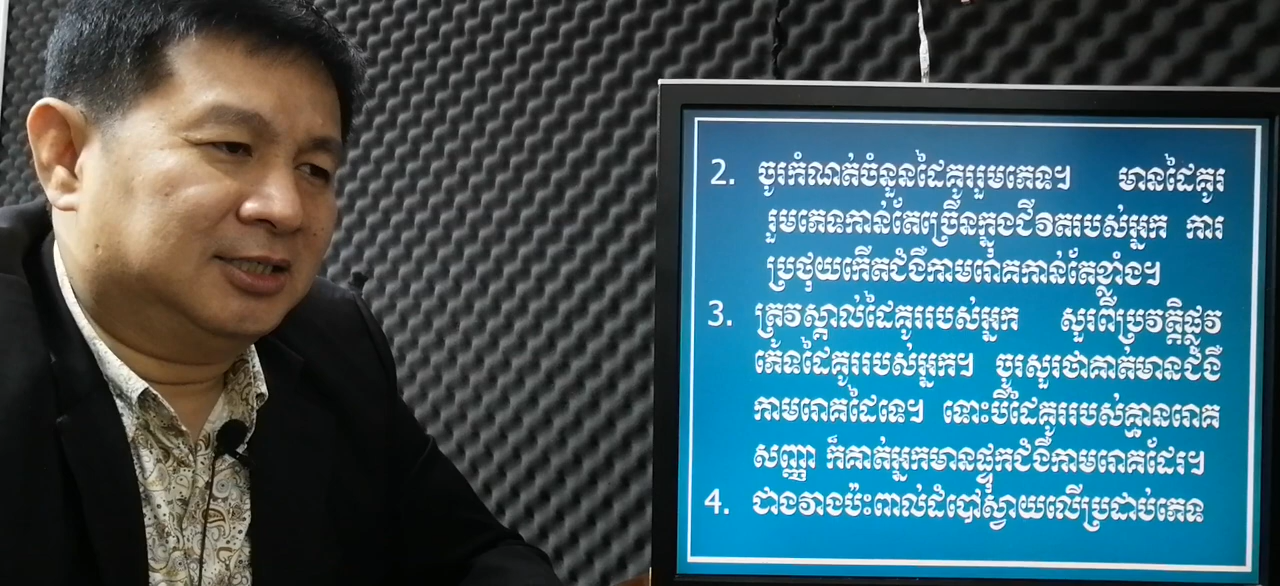 2. ចូរកំណត់ចំនួនដៃគូររួមភេទ។ មានដៃគូរ
រួមភេទកាន់តែច្រើនក្នុងជីវិតរបស់អ្នក ការ
ប្រថុយកើតជំងឺកាមរោគកាន់តែខ្លាំង។
3. ត្រូវស្គាល់ដៃគូររបស់អ្នក សួរពីប្រវត្តិផ្លូវ
ភេទដៃគូររបស់អ្នក។ ចូរសួរថាគាត់មានជំងឺ
កាមរោគដៃទេ។ ទោះបីដៃគូររបស់គ្មានរោគ
សញ្ញា ក៏គាត់អ្នកមានផ្ទុកជំងឺកាមរោគដែរ។
4. ជាងវាងប៉ះពាល់ដំបៅស្វាយលើប្រដាប់ភេទ